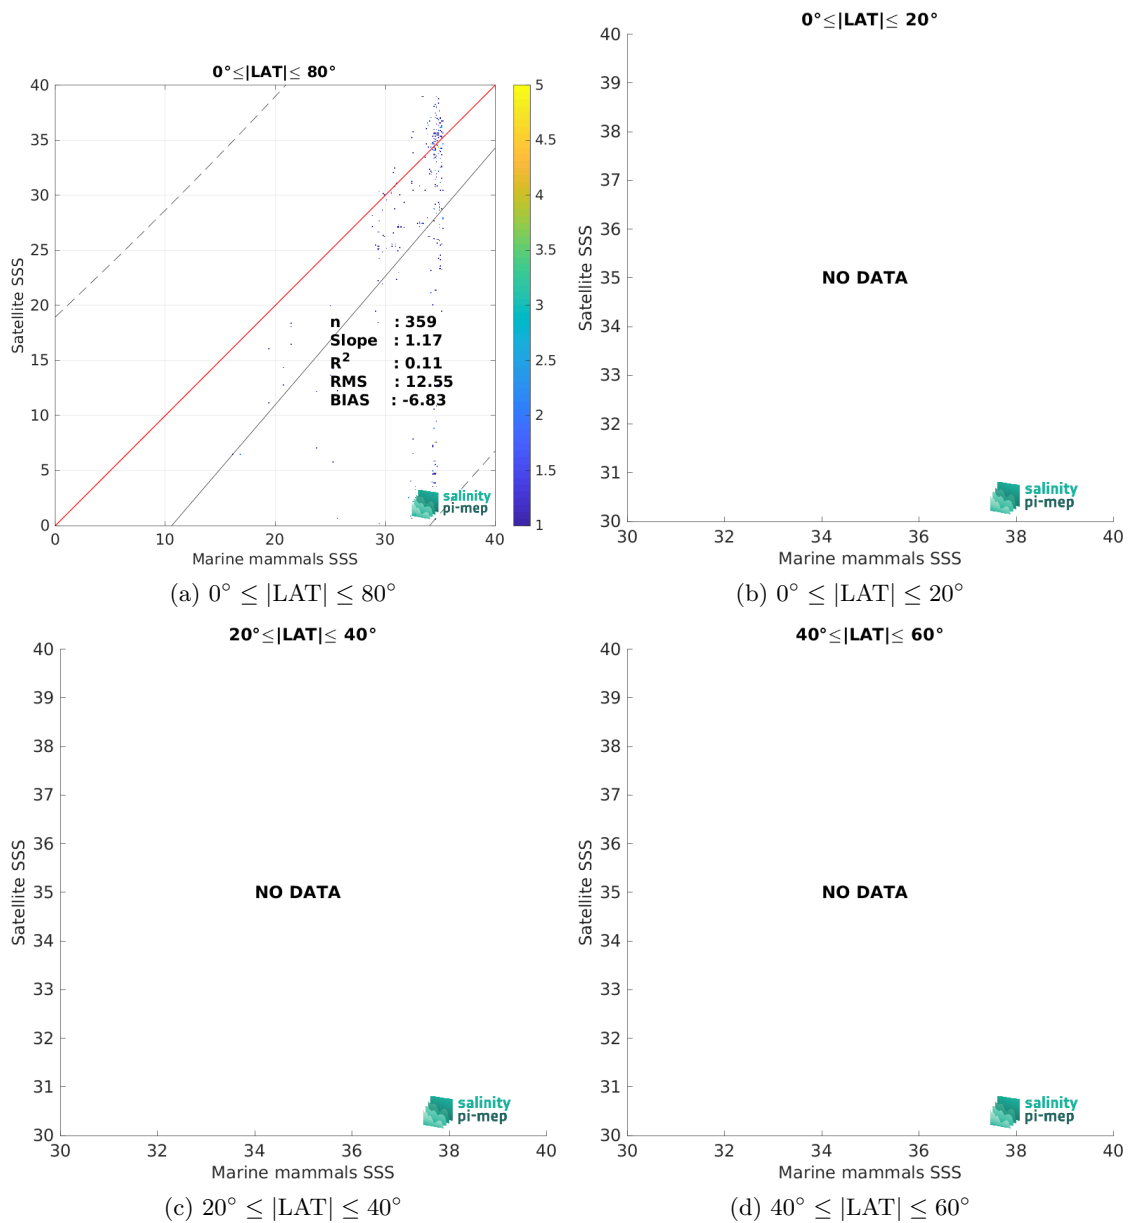 0°≤|LAT|≤ 80°
40
35
30
25
20
15
10
5
0
Satellite SSS
0
10
20
30
40
Marine mammals SSS
n : 359
Slope : 1.17
R² : 0.11
RMS : 12.55
BIAS : -6.83
salinity
pi-mep
5
4.5
4
3.5
3
2.5
2
1.5
1
(a) 0° ≤ |LAT| ≤ 80°
0°≤|LAT|≤ 20°
40
39
38
37
36
35
34
33
32
31
30
Satellite SSS
NO DATA
salinity
pi-mep
30
32
34
36
38
40
Marine mammals SSS
(b) 0° ≤ |LAT| ≤ 20°
20°≤|LAT|≤ 40°
40
39
38
37
36
35
34
33
32
31
30
Satellite SSS
NO DATA
salinity
pi-mep
30
32
34
36
38
40
Marine mammals SSS
(c) 20° ≤ |LAT| ≤ 40°
40°≤|LAT|≤ 60°
40
39
38
37
36
35
34
33
32
31
30
Satellite SSS
NO DATA
salinity
pi-mep
30
32
34
36
38
40
Marine mammals SSS
(d) 40° ≤ |LAT| ≤ 60°